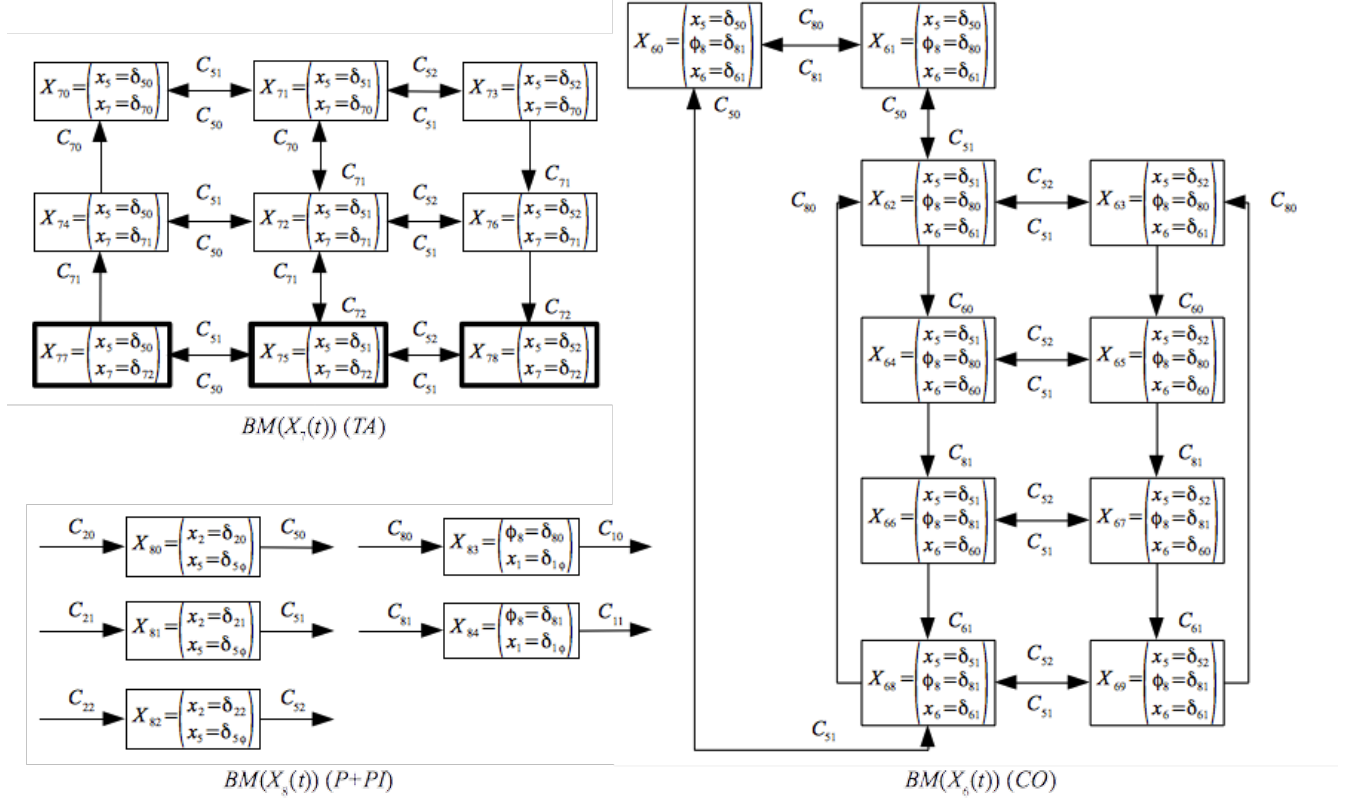 C₅₁ C₅₂
X₇₀=(x₅=δ₅₀ x₇=δ₇₀) X₇₁=(x₅=δ₅₁ x₇=δ₇₀) X₇₃=(x₅=δ₅₂ x₇=δ₇₀)
C₅₀ C₅₁
C₇₀ C₇₀ C₇₁ C₇₁
C₅₁ C₅₂
X₇₄=(x₅=δ₅₀ x₇=δ₇₁) X₇₂=(x₅=δ₅₁ x₇=δ₇₁) X₇₆=(x₅=δ₅₂ x₇=δ₇₁)
C₅₀ C₅₁
C₇₁ C₇₁ C₇₂ C₇₂
C₅₁ C₅₂
X₇₇=(x₅=δ₅₀ x₇=δ₇₂) X₇₅=(x₅=δ₅₁ x₇=δ₇₂) X₇₈=(x₅=δ₅₂ x₇=δ₇₂)
C₅₀ C₅₁
BM(X₇(t)) (TA)
C₂₀ X₈₀=(x₂=δ₂₀ x₅=δ₅φ) C₅₀
C₈₀ X₈₃=(ϕ₈=δ₈₀ x₁=δ₁φ) C₁₀
C₂₁ X₈₁=(x₂=δ₂₁ x₅=δ₅φ) C₅₁
C₈₁ X₈₄=(ϕ₈=δ₈₁ x₁=δ₁φ) C₁₁
C₂₂ X₈₂=(x₂=δ₂₂ x₅=δ₅φ) C₅₂
BM(X₈(t)) (P+PI)
X₆₀=(x₅=δ₅₀ ϕ₈=δ₈₁ x₆=δ₆₁) C₈₀ C₈₁ X₆₁=(x₅=δ₅₀ ϕ₈=δ₈₀ x₆=δ₆₁)
C₅₀ C₅₀
C₅₁
C₈₀ X₆₂=(x₅=δ₅₁ ϕ₈=δ₈₀ x₆=δ₆₁) C₅₂ C₅₁ X₆₃=(x₅=δ₅₂ ϕ₈=δ₈₀ x₆=δ₆₁) C₈₀
C₆₀ C₆₀
X₆₄=(x₅=δ₅₁ ϕ₈=δ₈₀ x₆=δ₆₀) C₅₂ C₅₁ X₆₅=(x₅=δ₅₂ ϕ₈=δ₈₀ x₆=δ₆₀)
C₈₁ C₈₁
X₆₆=(x₅=δ₅₁ ϕ₈=δ₈₁ x₆=δ₆₀) C₅₂ C₅₁ X₆₇=(x₅=δ₅₂ ϕ₈=δ₈₁ x₆=δ₆₀)
C₆₁ C₆₁
X₆₈=(x₅=δ₅₁ ϕ₈=δ₈₁ x₆=δ₆₁) C₅₂ C₅₁ X₆₉=(x₅=δ₅₂ ϕ₈=δ₈₁ x₆=δ₆₁)
C₅₁
BM(X₆(t)) (CO)